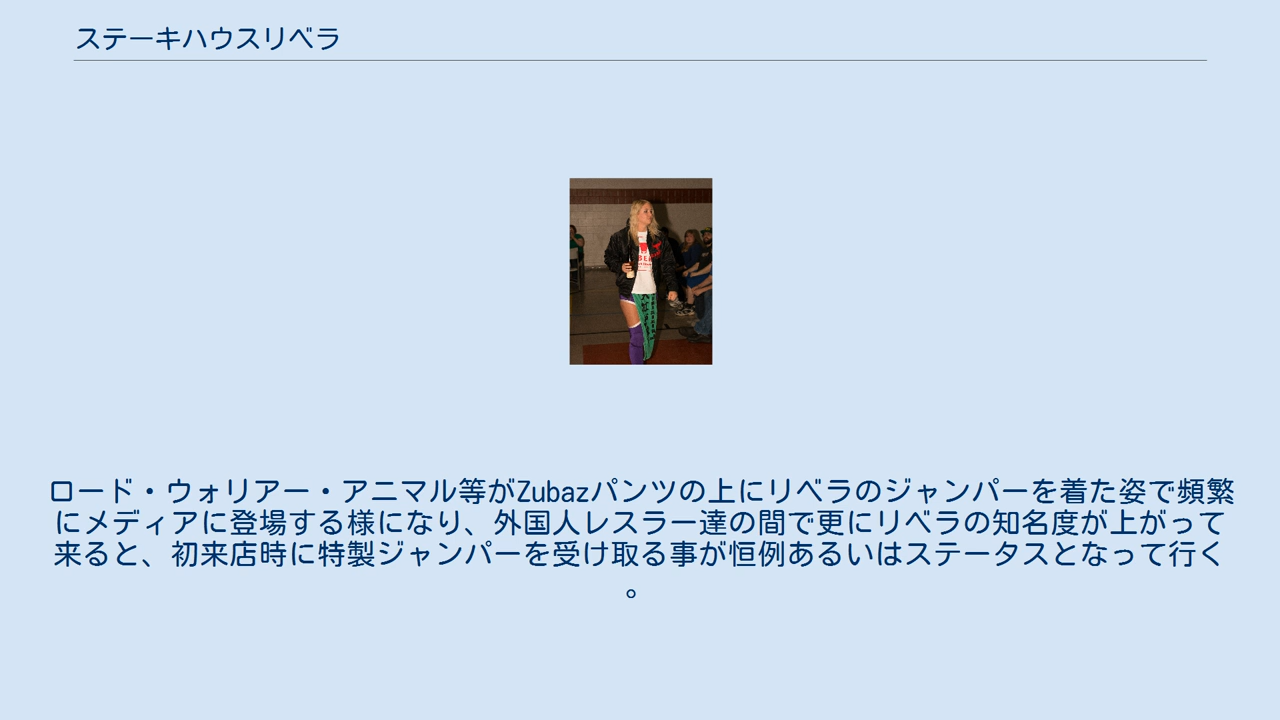 ステーキハウスリベラ
ロード・ウォリアー・アニマル等がZubazパンツの上にリベラのジャンパーを着た姿で頻繁
にメディアに登場する様になり、外国人レスラー達の間で更にリベラの知名度が上がって
来ると、初来店時に特製ジャンパーを受け取る事が恒例あるいはステータスとなって行く
。